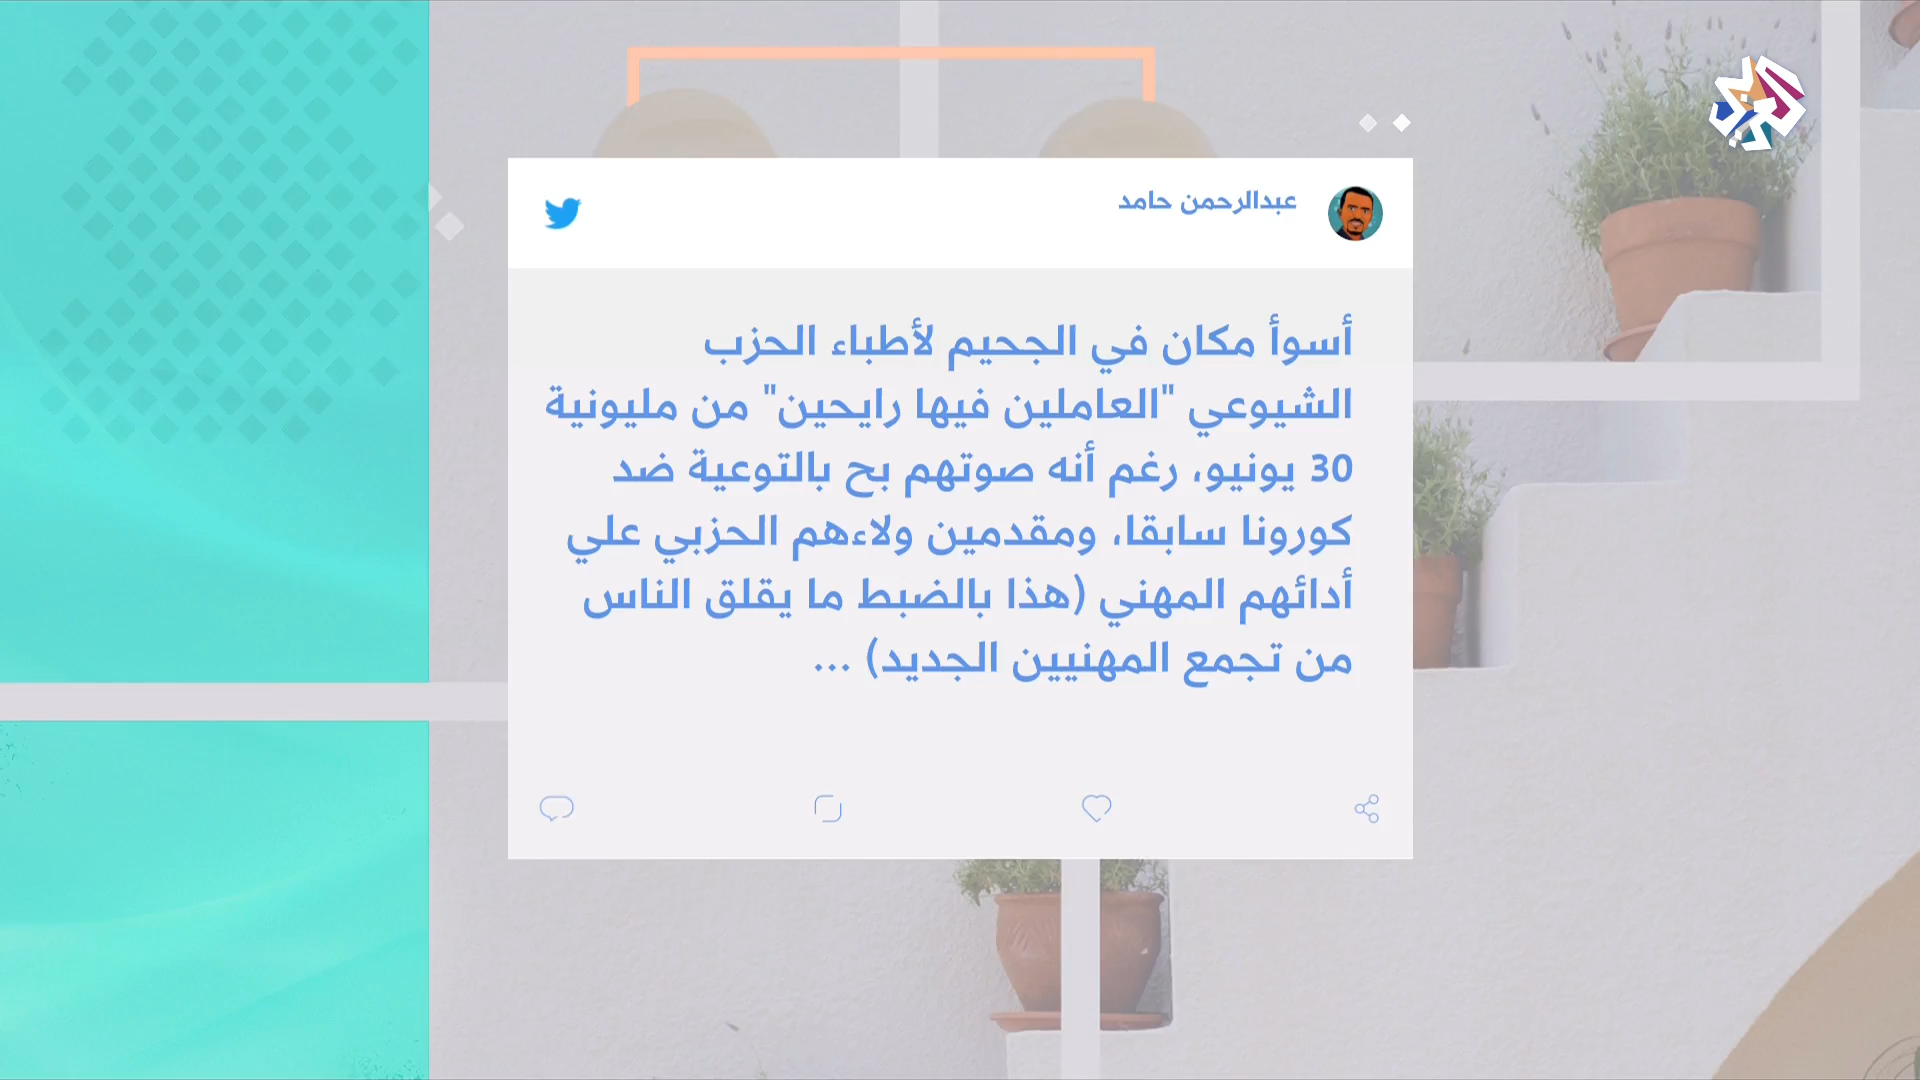 عبدالرحمن حامد
أسوأ مكان في الجحيم لأطباء الحزب
الشيوعي "العاملين فيها رايحين" من مليونية
30 يونيو، رغم أنه صوتهم بح بالتوعية ضد
كورونا سابقا، ومقدمين ولاءهم الحزبي علي
أدائهم المهني (هذا بالضبط ما يقلق الناس
من تجمع المهنيين الجديد) ...